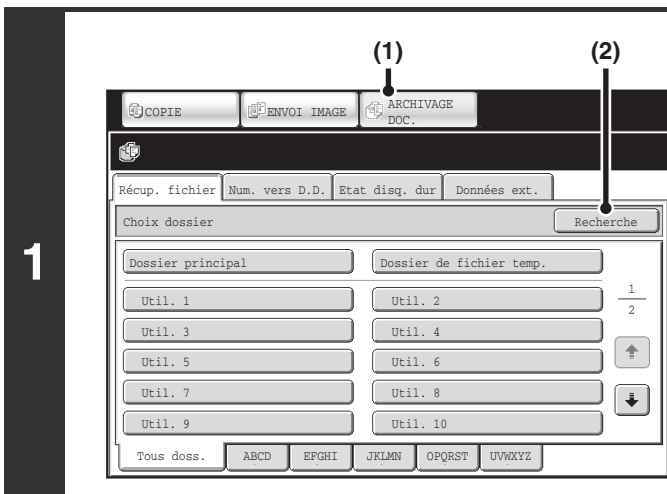 1
(1) (2)
COPIE ENVOI IMAGE ARCHIVAGE
DOC.
Récup. fichier Num. vers D.D. Etat disq. dur Données ext.
Choix dossier Recherche
Dossier principal Dossier de fichier temp.
Util. 1 Util. 2
1
2
Util. 3 Util. 4
Util. 5 Util. 6
Util. 7 Util. 8
Util. 9 Util. 10
Tous doss. ABCD EFGHI JKLMN OPQRST UVWXYZ